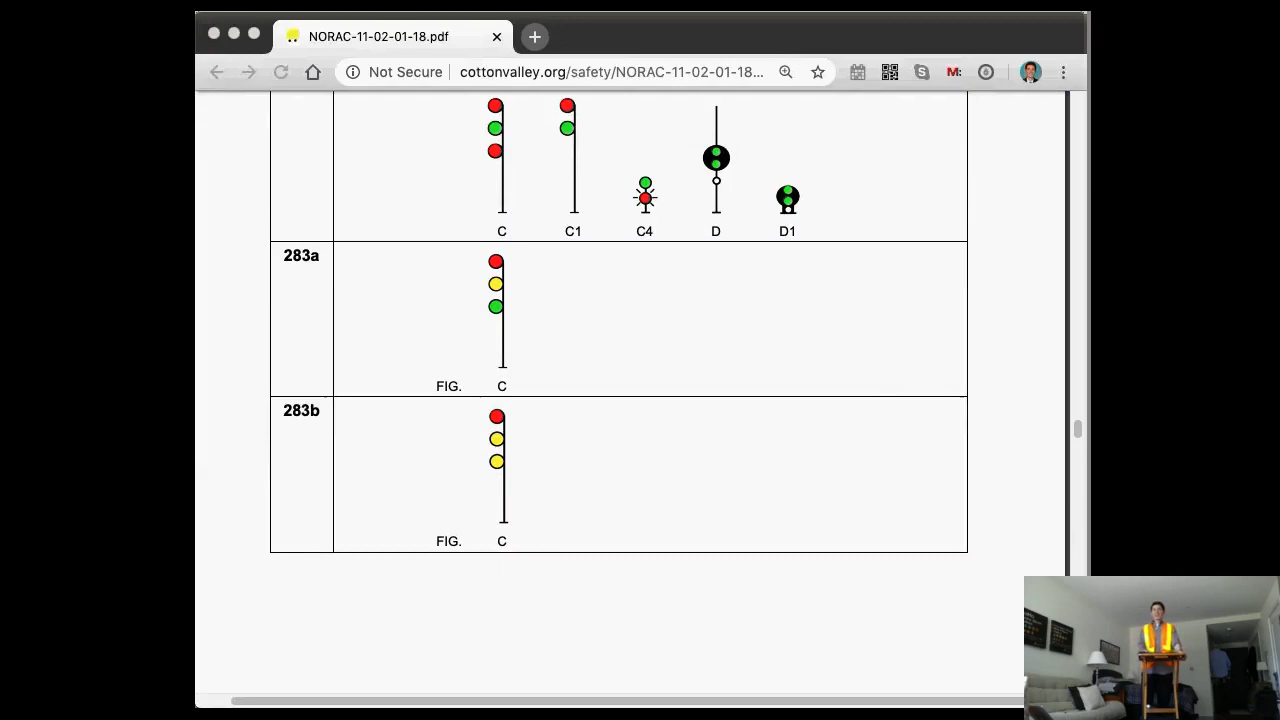 NORAC-11-02-01-18.pdf
Not Secure cottonvalley.org/safety/NORAC-11-02-01-18...
M:
C C1 C4 D D1
283a
FIG. C
283b
FIG. C